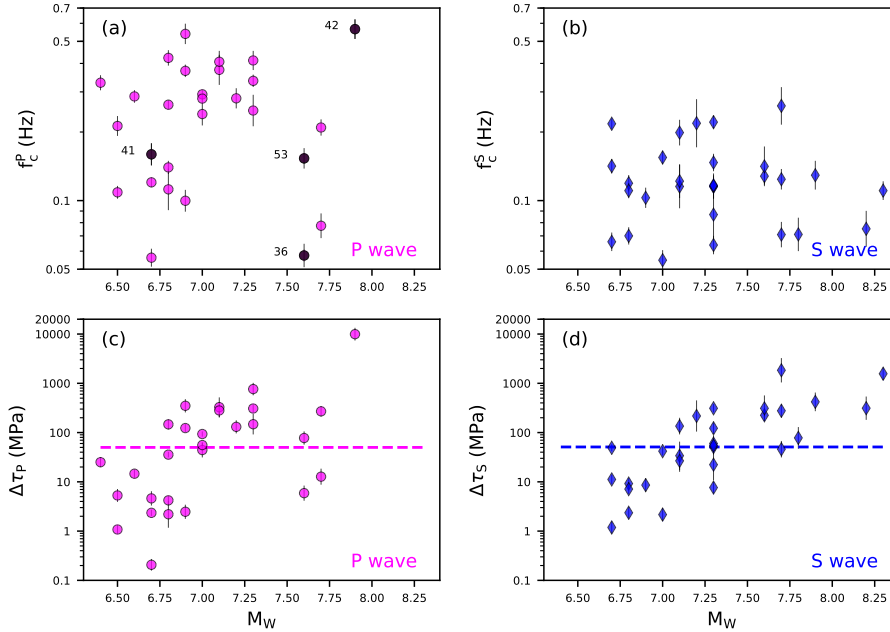 (a)
0.7
0.5
0.1
0.05
f_c^P (Hz)
42
41
53
36
P wave
6.50 6.75 7.00 7.25 7.50 7.75 8.00 8.25
(b)
0.7
0.5
0.1
0.05
f_c^S (Hz)
S wave
6.50 6.75 7.00 7.25 7.50 7.75 8.00 8.25
(c)
20000
10000
1000
100
10
1
0.1
Δτ_P (MPa)
P wave
6.50 6.75 7.00 7.25 7.50 7.75 8.00 8.25
M_W
(d)
20000
10000
1000
100
10
1
0.1
Δτ_S (MPa)
S wave
6.50 6.75 7.00 7.25 7.50 7.75 8.00 8.25
M_W